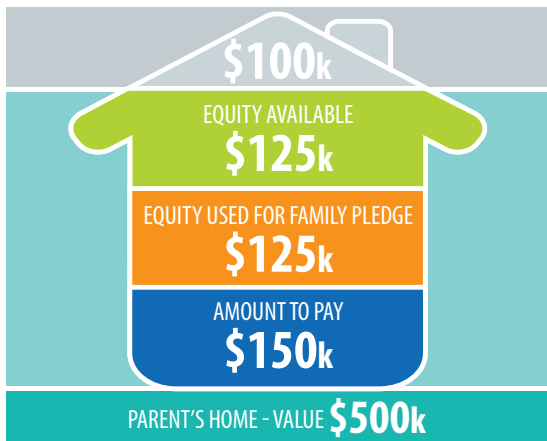 $100k
EQUITY AVAILABLE
$125k
EQUITY USED FOR FAMILY PLEDGE
$125k
AMOUNT TO PAY
$150k
PARENT'S HOME - VALUE $500k